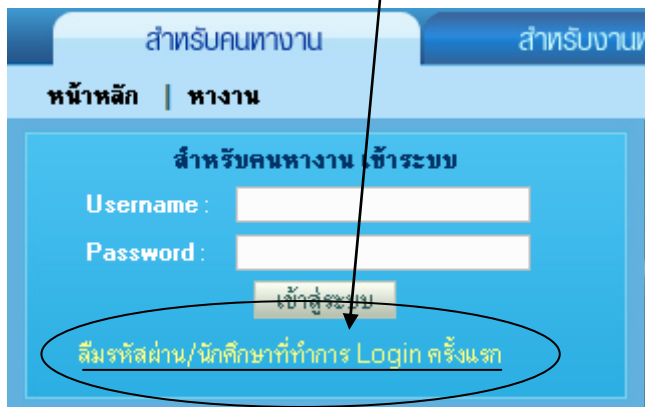 สำหรับคนหางาน สำหรับงาน
หน้าหลัก | หางาน
สำหรับคนหางาน เข้าระบบ
Username :
Password :
เข้าสู่ระบบ
ลืมรหัสผ่าน/นักศึกษาที่ทำการ Login ครั้งแรก